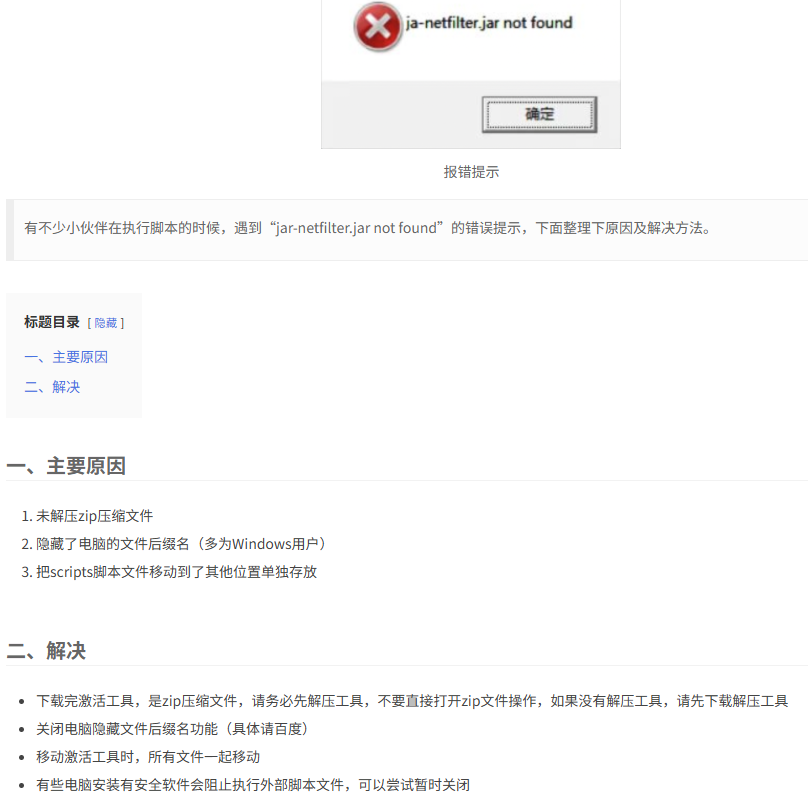 ja-netfilter.jar not found
确定
报错提示
有不少小伙伴在执行脚本的时候，遇到“jar-netfilter.jar not found”的错误提示，下面整理下原因及解决方法。
标题目录 [ 隐藏 ]
一、主要原因
二、解决
一、主要原因
1. 未解压zip压缩文件
2. 隐藏了电脑的文件后缀名（多为Windows用户）
3. 把scripts脚本文件移动到了其他位置单独存放
二、解决
• 下载完激活工具，是zip压缩文件，请务必先解压工具，不要直接打开zip文件操作，如果没有解压工具，请先下载解压工具
• 关闭电脑隐藏文件后缀名功能（具体请百度）
• 移动激活工具时，所有文件一起移动
• 有些电脑安装有安全软件会阻止执行外部脚本文件，可以尝试暂时关闭